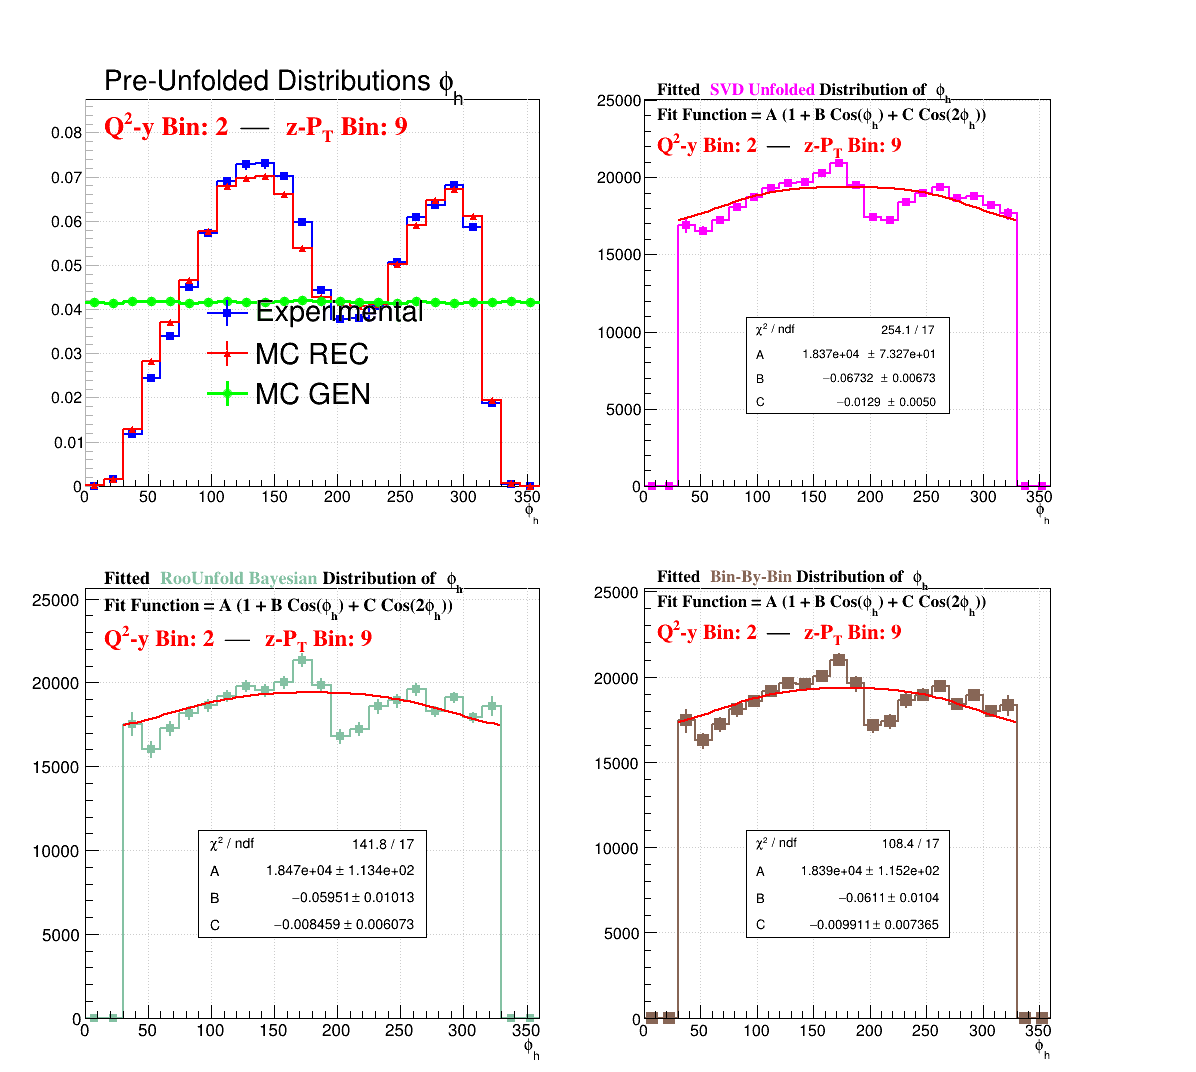 Pre-Unfolded Distributions ϕh
Q²-y Bin: 2 — z-PT Bin: 9
0.08
0.07
0.06
0.05
0.04
0.03
0.02
0.01
0
Experimental
MC REC
MC GEN
0 50 100 150 200 250 300 350
ϕh
Fitted SVD Unfolded Distribution of ϕh
Fit Function = A (1 + B Cos(ϕh) + C Cos(2ϕh))
Q²-y Bin: 2 — z-PT Bin: 9
25000
20000
15000
10000
5000
0
χ² / ndf 254.1 / 17
A 1.837e+04 ± 7.327e+01
B −0.06732 ± 0.00673
C −0.0129 ± 0.0050
0 50 100 150 200 250 300 350
ϕh
Fitted RooUnfold Bayesian Distribution of ϕh
Fit Function = A (1 + B Cos(ϕh) + C Cos(2ϕh))
Q²-y Bin: 2 — z-PT Bin: 9
25000
20000
15000
10000
5000
0
χ² / ndf 141.8 / 17
A 1.847e+04 ± 1.134e+02
B −0.05951 ± 0.01013
C −0.008459 ± 0.006073
0 50 100 150 200 250 300 350
ϕh
Fitted Bin-By-Bin Distribution of ϕh
Fit Function = A (1 + B Cos(ϕh) + C Cos(2ϕh))
Q²-y Bin: 2 — z-PT Bin: 9
25000
20000
15000
10000
5000
0
χ² / ndf 108.4 / 17
A 1.839e+04 ± 1.152e+02
B −0.0611 ± 0.0104
C −0.009911 ± 0.007365
0 50 100 150 200 250 300 350
ϕh